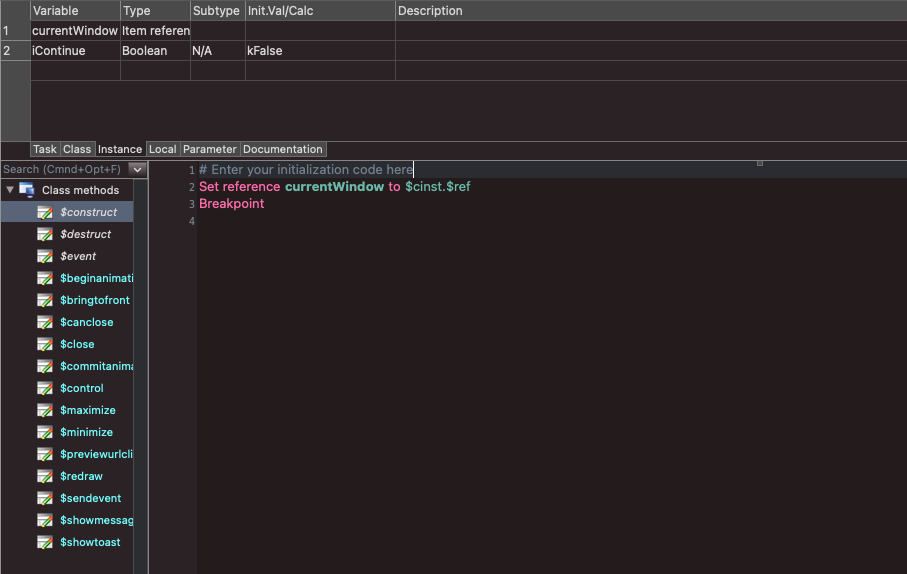 Variable Type Subtype Init.Val/Calc Description
1 currentWindow Item referen
2 iContinue Boolean N/A kFalse
Task Class Instance Local Parameter Documentation
Search (Cmnd+Opt+F)
Class methods
$construct
$destruct
$event
$beginanimati
$bringtofront
$canclose
$close
$commitanima
$control
$maximize
$minimize
$previewurlcli
$redraw
$sendevent
$showmessag
$showtoast
1 # Enter your initialization code here
2 Set reference currentWindow to $cinst.$ref
3 Breakpoint
4